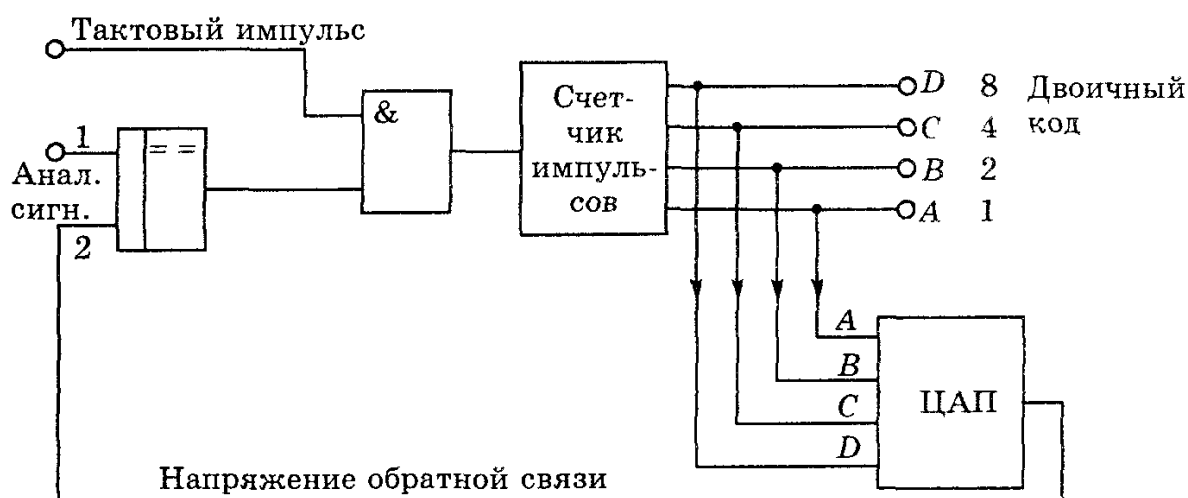 Тактовый импульс
1
Анал.
сигн.
2
= =
&
Счет-
чик
импуль-
сов
D 8 Двоичный
код
C 4
B 2
A 1
A
B
C
D
ЦАП
Напряжение обратной связи